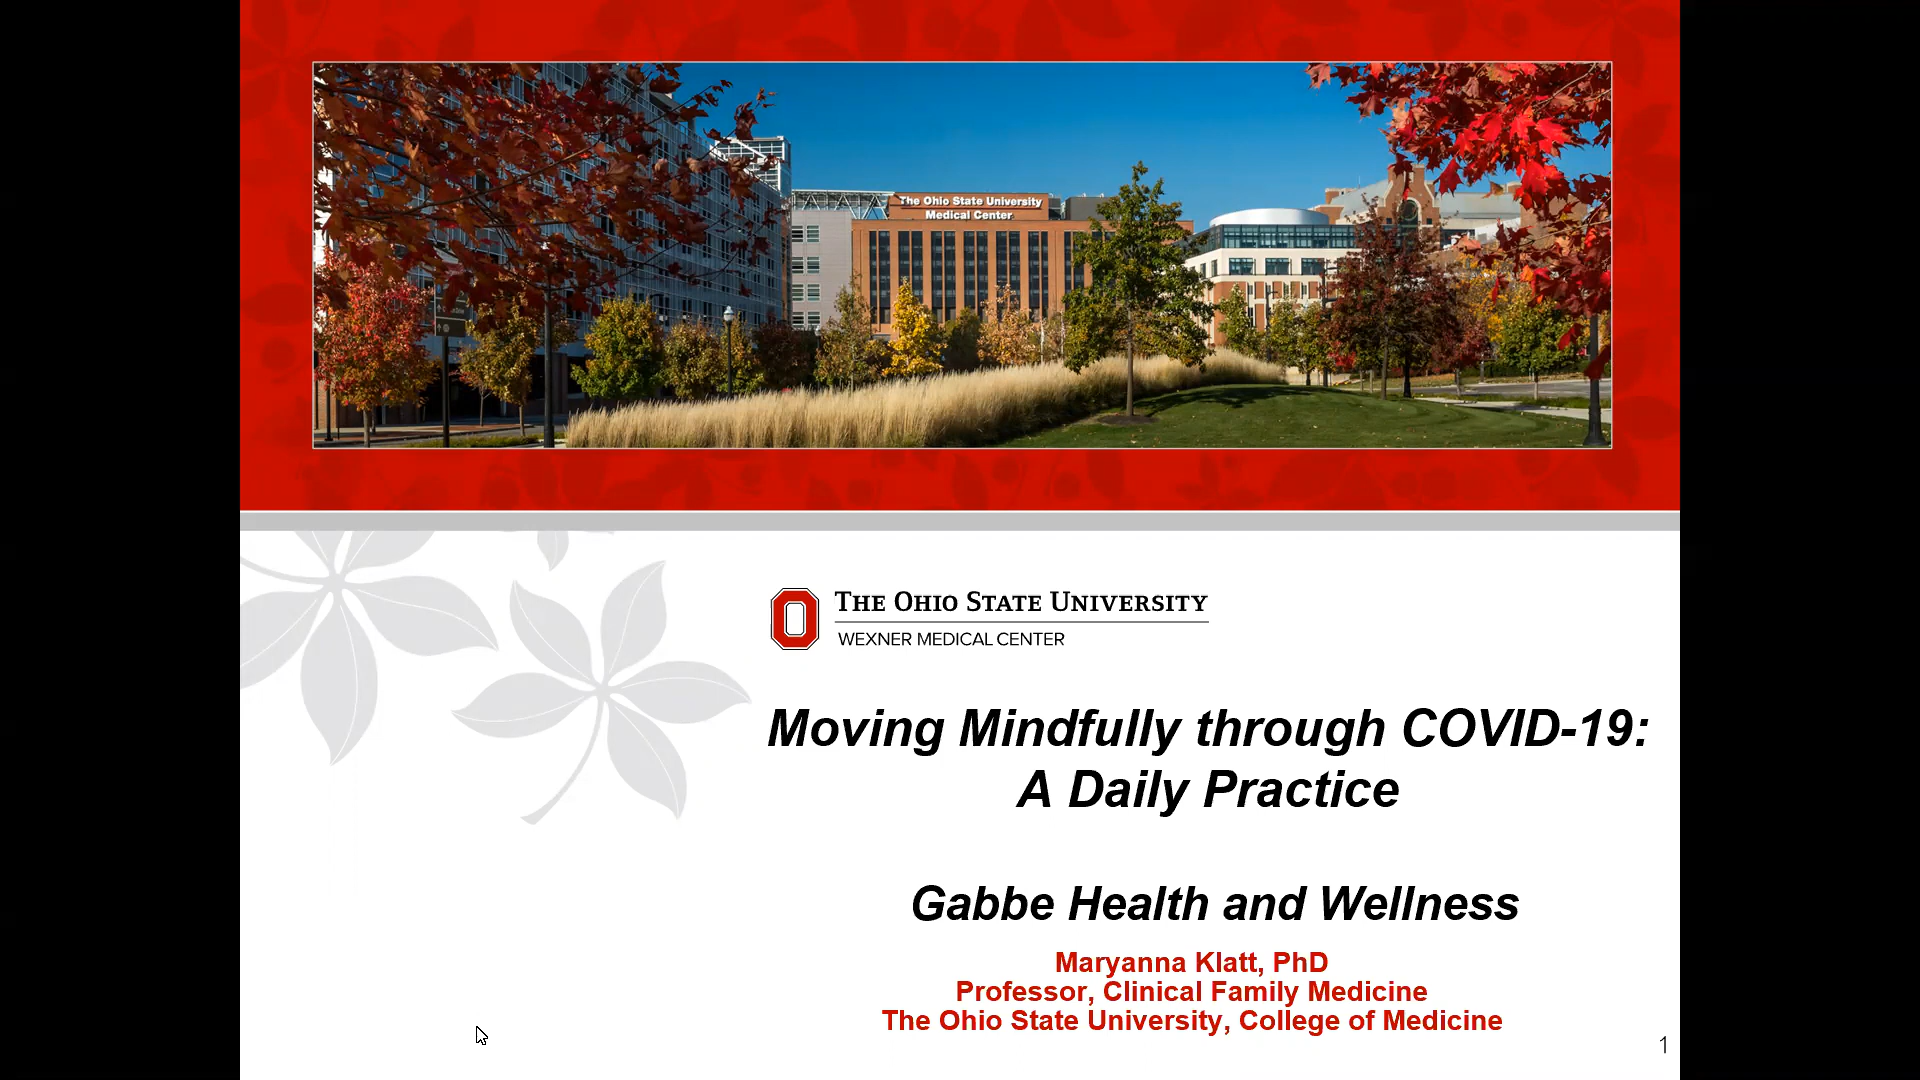 The Ohio State University
Medical Center
THE OHIO STATE UNIVERSITY
WEXNER MEDICAL CENTER
Moving Mindfully through COVID-19:
A Daily Practice
Gabbe Health and Wellness
Maryanna Klatt, PhD
Professor, Clinical Family Medicine
The Ohio State University, College of Medicine
1